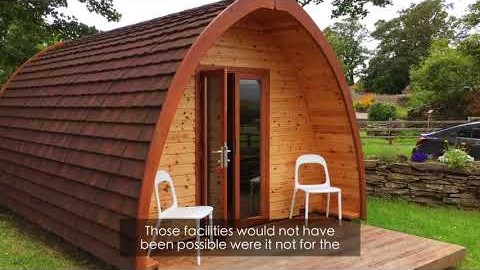 Those facilities would not have
been possible were it not for the